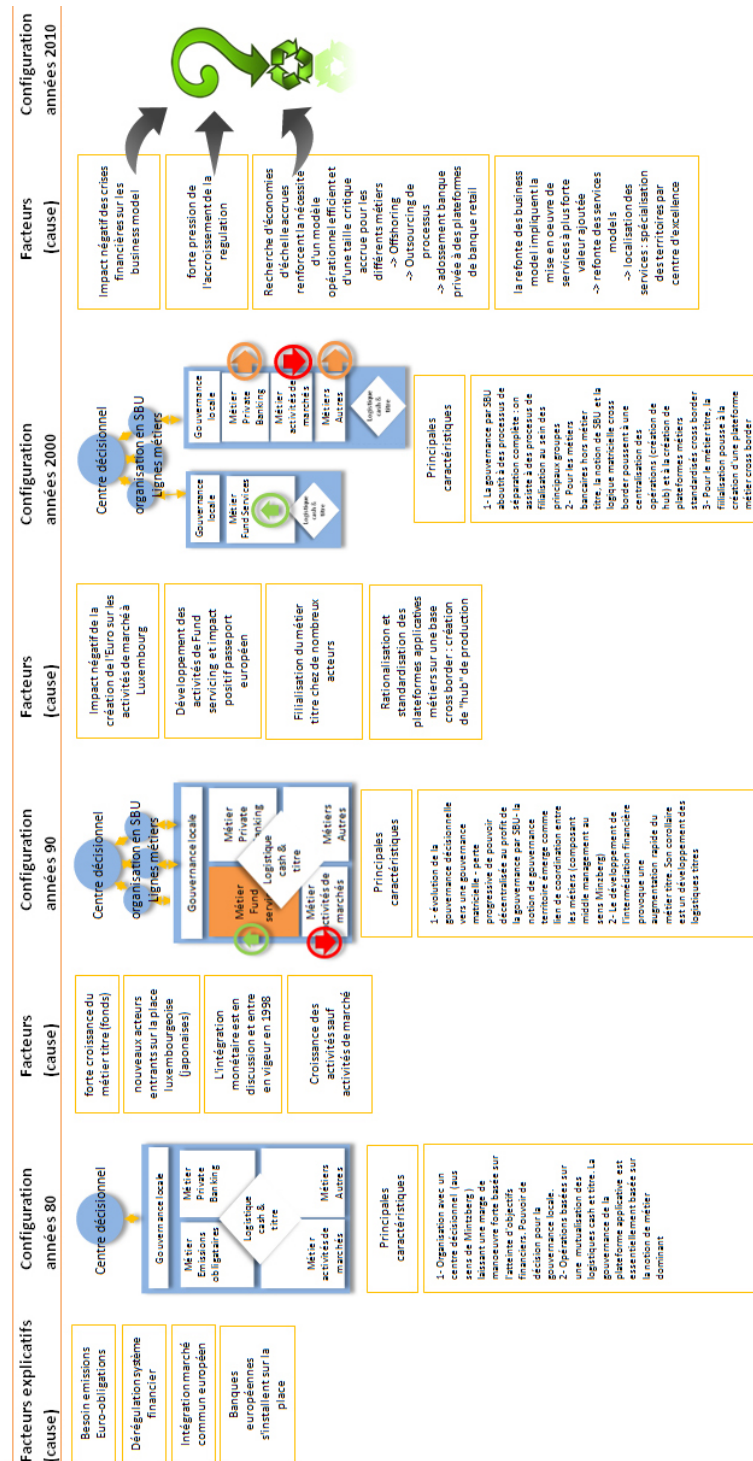 Facteurs explicatifs
(cause)
Besoin emissions
Euro-obligations
Dérégulation système
financier
Intégration marché
commun européen
Banques
européennes
s'installent sur la
place
Configuration
années 80
Centre décisionnel
Gouvernance locale
Métier
Emissions
obligataires
Métier
Private
Banking
Logistique
cash &
titre
Métier
activités de
marchés
Métiers
Autres
Principales
caractéristiques
1- Organisation avec un
centre décisionnel (aus
sens de Mintzberg )
laissant une marge de
manoeuvre forte basée sur
l'atteinte d'objectifs
financiers. Pouvoir de
décision pour la
gouvernance locale.
2- Opérations basées sur
une mutualisation des
logistiques cash et titre. La
gouvernance de la
plateforme applicative est
essentiellement basée sur
la notion de métier
dominant
Facteurs
(cause)
forte croissance du
métier titre (fonds)
nouveaux acteurs
entrants sur la place
luxembourgeoise
(japonaises)
L'intégration
monétaire est en
discussion et entre
en vigeur en 1998
Croissance des
activités sauf
activités de marché
Configuration
années 90
Centre décisionnel
organisation en SBU
Lignes métiers
Gouvernance locale
Métier
Fund
servic
Métier
Private
anking
Logistique
cash &
titre
Métier
ctivités de
marchés
Métiers
Autres
Principales
caractéristiques
1- évolution de la
gouvernance décisionnelle
vers une gouvernance
matricielle - Perte
progressive de pouvoir
décentralisée au profit de
la gouvernance par SBU- la
notion de gouvernance
territoire émerge comme
lien de coordination entre
les métiers (composant
middle management au
sens Minzberg)
2- Le développement de
l'intermédiation financière
provoque une
augmentation rapide du
métier titre. Son corollaire
est un développement des
logistiques titres
Facteurs
(cause)
Impact négatif de la
création de l'Euro sur les
activités de marché à
Luxembourg
Développement des
activités de Fund
servicing et impact
positif passeport
européen
Filialisation du métier
titre chez de nombreux
acteurs
Rationalisation et
standardisation des
plateformes applicatives
métiers sur une base
cross border : création
de "hub" de production
Configuration
années 2000
Centre décisionnel
organisation en SBU
Lignes métiers
Gouvernance
locale
Métier
Fund Services
Logistique
cash &
titre
Gouvernance
locale
Métier
Private
Banking
Métier
activités de
marchés
Métiers
Autres
Logistique
cash &
titre
Principales
caractéristiques
1- La gouvernance par SBU
aboutit à des processus de
séparation complète : on
assiste à des processus de
filialisation au sein des
principaux groupes
2- Pour les métiers
bancaires hors métier
titre, la notion de SBU et la
logique matricielle cross
border poussent à une
centralisation des
opérations (création de
hub) et à la création de
plateformes métiers
standardisés cross border
3- Pour le métier titre, la
filialisation pousse à la
création d'une plateforme
métier cross border
Facteurs
(cause)
Impact négatif des crises
financières sur les
business model
forte pression de
l'accroissement de la
regulation
Recherche d'économies
d'échelle accrues
renforcent la nécessité
d'un modèle
opérationnel efficient et
d'une taille critique
accrue pour les
différents métiers
-> Offshoring
-> Outsourcing de
processus
-> adossement banque
privée à des plateformes
de banque retail
la refonte des business
model impliquent la
mise en oeuvre de
services à plus forte
valeur ajoutée
-> refonte des services
models
-> localisation des
services : spécialisation
des territoires par
centre d'excellence
Configuration
années 2010